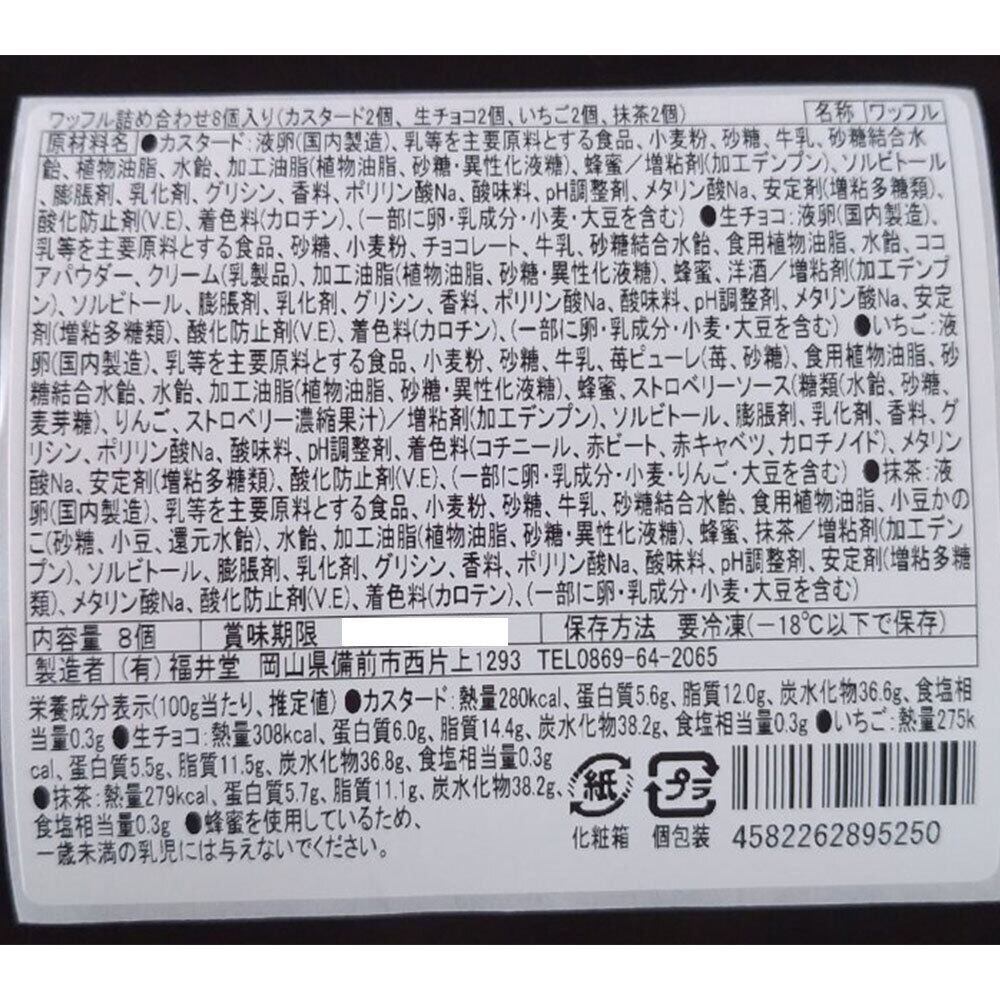 ワッフル詰め合わせ8個入り(カスタード2個、生チョコ2個、いちご2個、抹茶2個) 名称 ワッフル
原材料名 ●カスタード:液卵(国内製造)、乳等を主要原料とする食品、小麦粉、砂糖、牛乳、砂糖結合水
飴、植物油脂、水飴、加工油脂(植物油脂、砂糖・異性化液糖)、蜂蜜/増粘剤(加工デンプン)、ソルビトール
、膨脹剤、乳化剤、グリシン、香料、ポリリン酸Na、酸味料、pH調整剤、メタリン酸Na、安定剤(増粘多糖類)、
酸化防止剤(V.E)、着色料(カロチン)、(一部に卵・乳成分・小麦・大豆を含む) ●生チョコ:液卵(国内製造)、
乳等を主要原料とする食品、砂糖、小麦粉、チョコレート、牛乳、砂糖結合水飴、食用植物油脂、水飴、ココ
アパウダー、クリーム(乳製品)、加工油脂(植物油脂、砂糖・異性化液糖)、蜂蜜、洋酒/増粘剤(加工デンプ
ン)、ソルビトール、膨脹剤、乳化剤、グリシン、香料、ポリリン酸Na、酸味料、pH調整剤、メタリン酸Na、安定
剤(増粘多糖類)、酸化防止剤(V.E)、着色料(カロチン)、(一部に卵・乳成分・小麦・大豆を含む) ●いちご:液
卵(国内製造)、乳等を主要原料とする食品、小麦粉、砂糖、牛乳、苺ピューレ(苺、砂糖)、食用植物油脂、砂
糖結合水飴、水飴、加工油脂(植物油脂、砂糖・異性化液糖)、蜂蜜、ストロベリーソース(糖類(水飴、砂糖、
麦芽糖)、りんご、ストロベリー濃縮果汁)/増粘剤(加工デンプン)、ソルビトール、膨脹剤、乳化剤、香料、グ
リシン、ポリリン酸Na、酸味料、pH調整剤、着色料(コチニール、赤ビート、赤キャベツ、カロチノイド)、メタリン
酸Na、安定剤(増粘多糖類)、酸化防止剤(V.E)、(一部に卵・乳成分・小麦・りんご・大豆を含む) ●抹茶:液
卵(国内製造)、乳等を主要原料とする食品、小麦粉、砂糖、牛乳、砂糖結合水飴、食用植物油脂、小豆かの
こ(砂糖、小豆、還元水飴)、水飴、加工油脂(植物油脂、砂糖・異性化液糖)、蜂蜜、抹茶/増粘剤(加工デン
プン)、ソルビトール、膨脹剤、乳化剤、グリシン、香料、ポリリン酸Na、酸味料、pH調整剤、安定剤(増粘多糖
類)、メタリン酸Na、酸化防止剤(V.E)、着色料(カロテン)、(一部に卵・乳成分・小麦・大豆を含む)
内容量 8個 賞味期限 保存方法 要冷凍(-18℃以下で保存)
製造者 (有)福井堂 岡山県備前市西片上1293 TEL0869-64-2065
栄養成分表示(100g当たり、推定値) ●カスタード:熱量280kcal、蛋白質5.6g、脂質12.0g、炭水化物36.6g、食塩相
当量0.3g ●生チョコ:熱量308kcal、蛋白質6.0g、脂質14.4g、炭水化物38.2g、食塩相当量0.3g ●いちご:熱量275k
cal、蛋白質5.5g、脂質11.5g、炭水化物36.8g、食塩相当量0.3g
●抹茶:熱量279kcal、蛋白質5.7g、脂質11.1g、炭水化物38.2g、
食塩相当量0.3g ●蜂蜜を使用しているため、
一歳未満の乳児には与えないでください。
紙 プラ
化粧箱 個包装
4582262895250